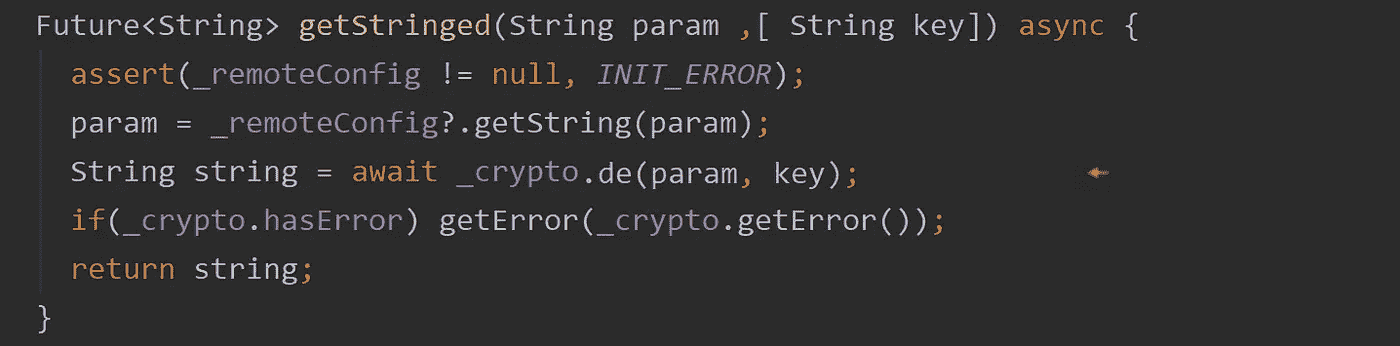 Future<String> getStringed(String param ,[ String key]) async {
assert(_remoteConfig != null, INIT_ERROR);
param = _remoteConfig?.getString(param);
String string = await _crypto.de(param, key);
if(_crypto.hasError) getError(_crypto.getError());
return string;
}